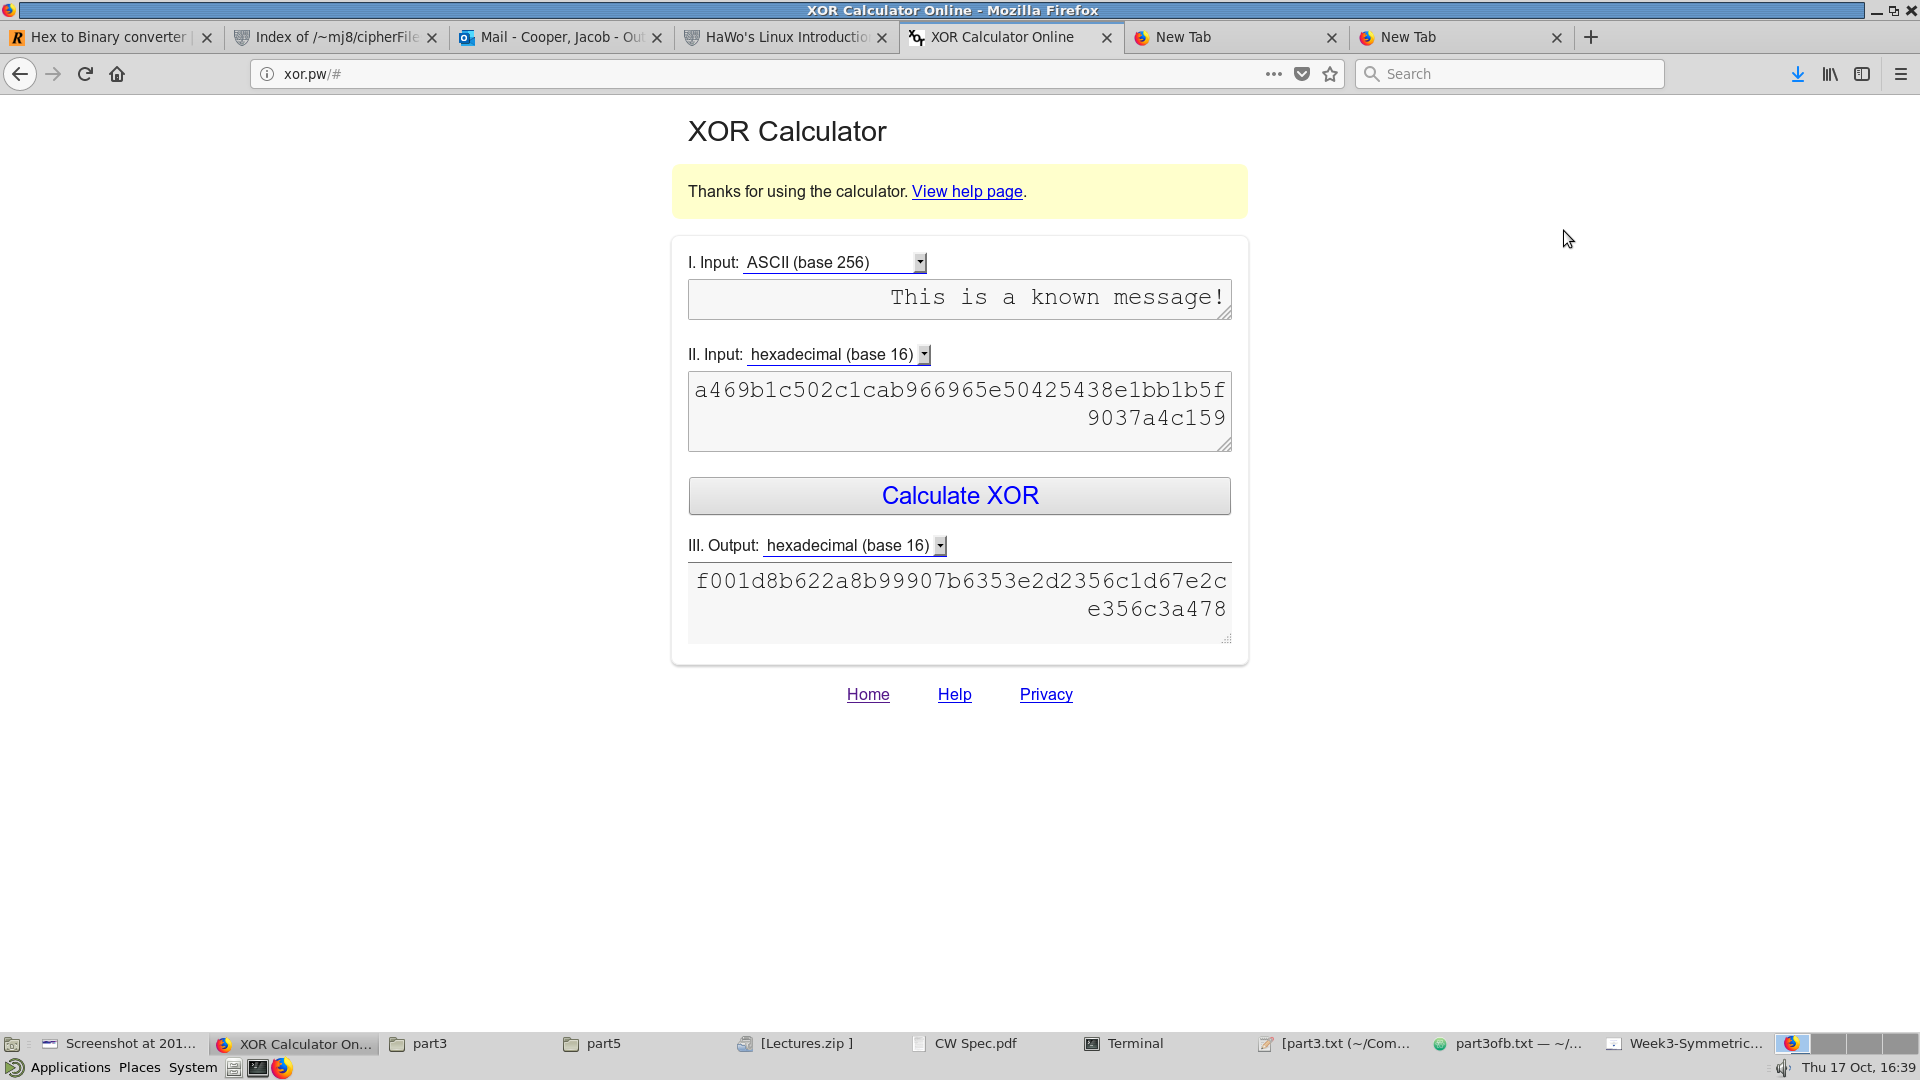 XOR Calculator Online - Mozilla Firefox
Hex to Binary converter
Index of /~mj8/cipherFile
Mail - Cooper, Jacob - Out
HaWo's Linux Introductio
XOR Calculator Online
New Tab
New Tab
xor.pw/#
Search
XOR Calculator
Thanks for using the calculator. View help page.
I. Input: ASCII (base 256)
This is a known message!
II. Input: hexadecimal (base 16)
a469b1c502c1cab966965e50425438e1bb1b5f
9037a4c159
Calculate XOR
III. Output: hexadecimal (base 16)
f001d8b622a8b99907b6353e2d2356c1d67e2c
e356c3a478
Home Help Privacy
Screenshot at 201...
XOR Calculator On...
part3
part5
[Lectures.zip ]
CW Spec.pdf
Terminal
[part3.txt (~/Com...
part3ofb.txt — ~/...
Week3-Symmetric...
Applications Places System
Thu 17 Oct, 16:39